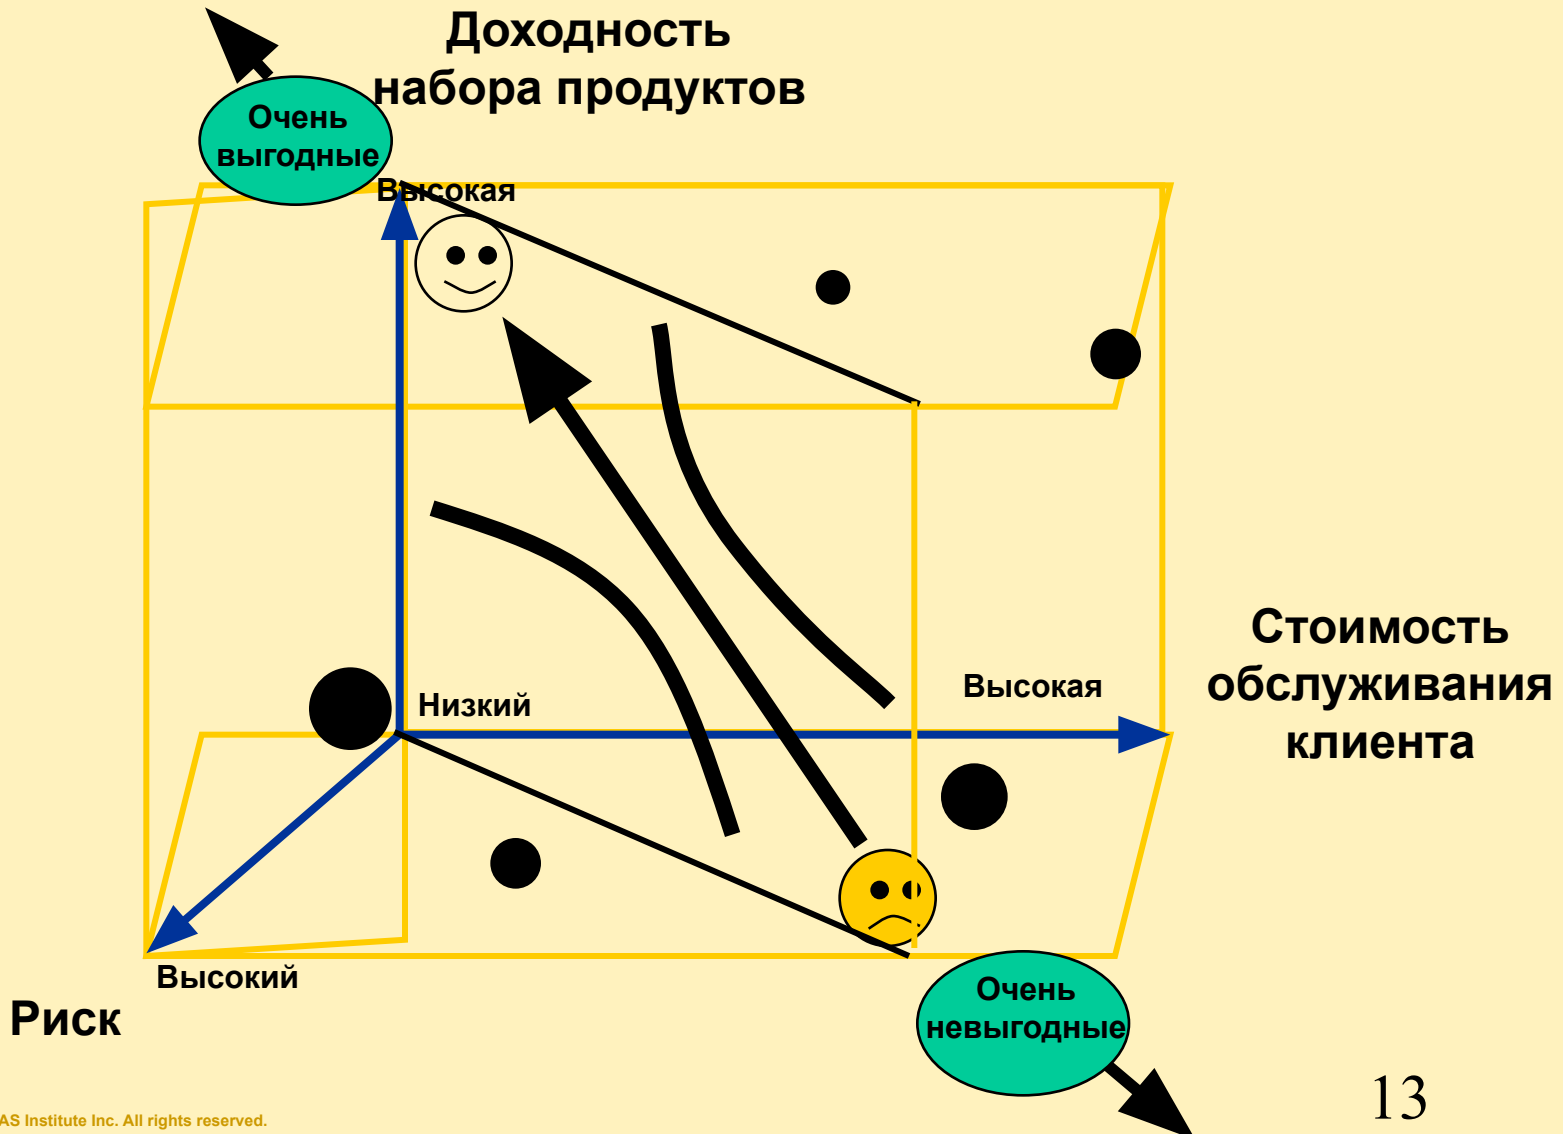 Доходность
набора продуктов
Очень
выгодные
Высокая
Низкий
Высокая
Стоимость
обслуживания
клиента
Высокий
Риск
Очень
невыгодные
13
AS Institute Inc. All rights reserved.